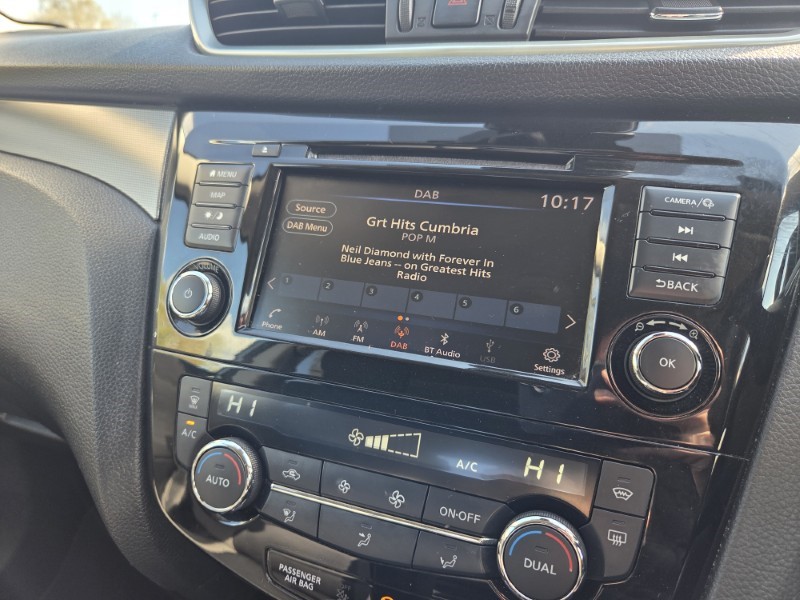 MENU
MAP
AUDIO
VOLUME
DAB
10:17
Source
DAB Menu
Grt Hits Cumbria
POP M
Neil Diamond with Forever In
Blue Jeans -- on Greatest Hits
Radio
1 2 3 4 5 6
Phone AM FM DAB BT Audio USB Settings
CAMERA/
BACK
OK
A/C
HI
A/C
HI
AUTO
ON·OFF
DUAL
PASSENGER
AIR BAG